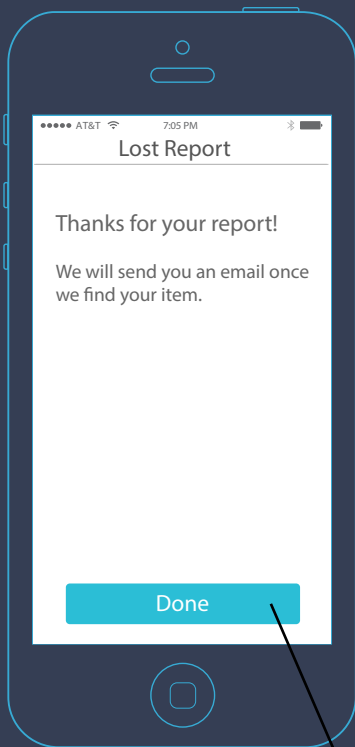 AT&T 7:05 PM
Lost Report
Thanks for your report!
We will send you an email once
we find your item.
Done